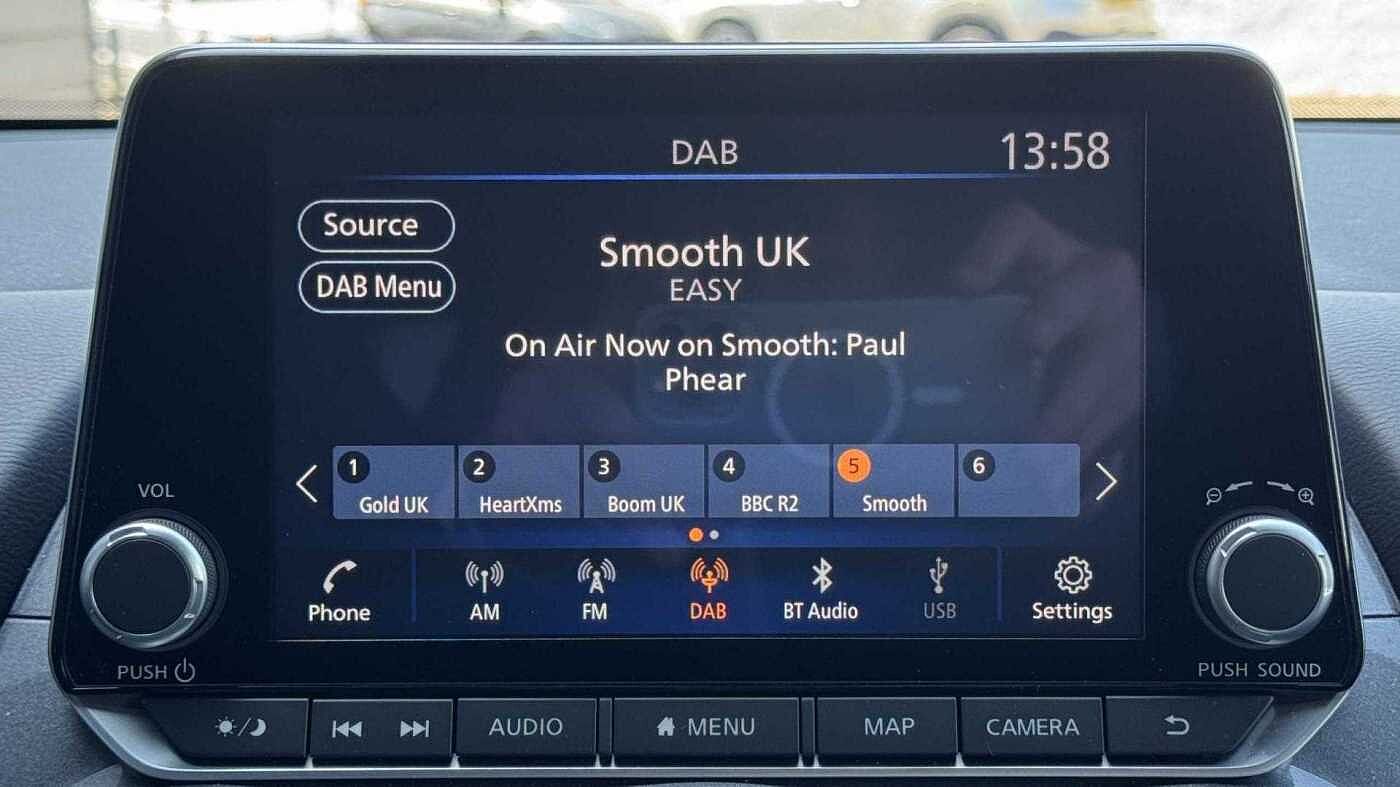 DAB
13:58
Source
DAB Menu
Smooth UK
EASY
On Air Now on Smooth: Paul
Phear
1
Gold UK
2
HeartXms
3
Boom UK
4
BBC R2
5
Smooth
6
VOL
PUSH
Phone
AM
FM
DAB
BT Audio
USB
Settings
PUSH SOUND
AUDIO
MENU
MAP
CAMERA